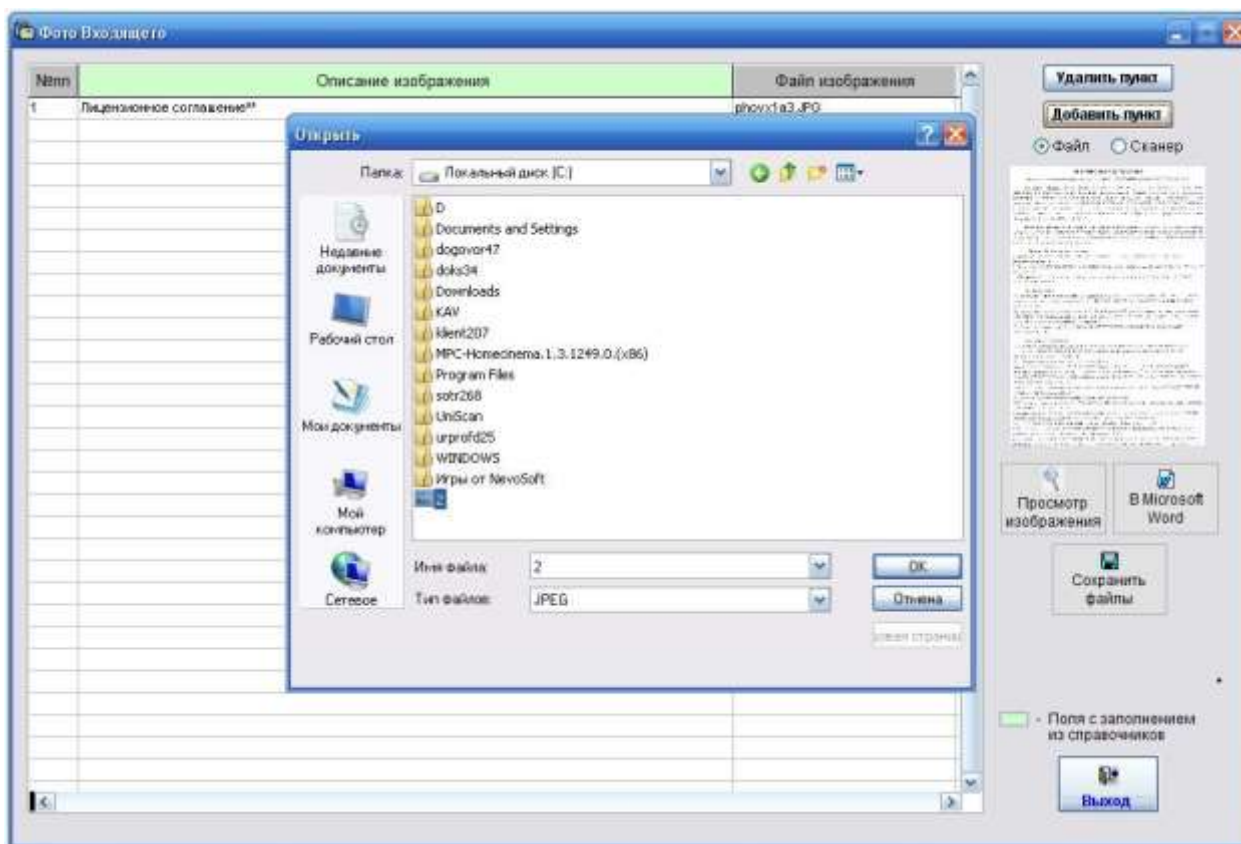 Фото Входящего
№пп
Описание изображения
Файл изображения
1
Лицензионное соглашение**
phovx1a3.JPG
Удалить пункт
Добавить пункт
Файл
Сканер
Открыть
Папка:
Локальный диск (C:)
Недавние
документы
Рабочий стол
Мои документы
Мой
компьютер
Сетевое
D
Documents and Settings
dogovor47
doks34
Downloads
KAV
klient207
MPC-Homecinema.1.3.1249.0.(x86)
Program Files
sotr268
UniScan
urprofd25
WINDOWS
Игры от NevoSoft
2
Имя файла:
2
Тип файлов:
JPEG
OK
Отмена
Просмотр
изображения
В Microsoft
Word
Сохранить
файлы
- Поля с заполнением
из справочников
Выход